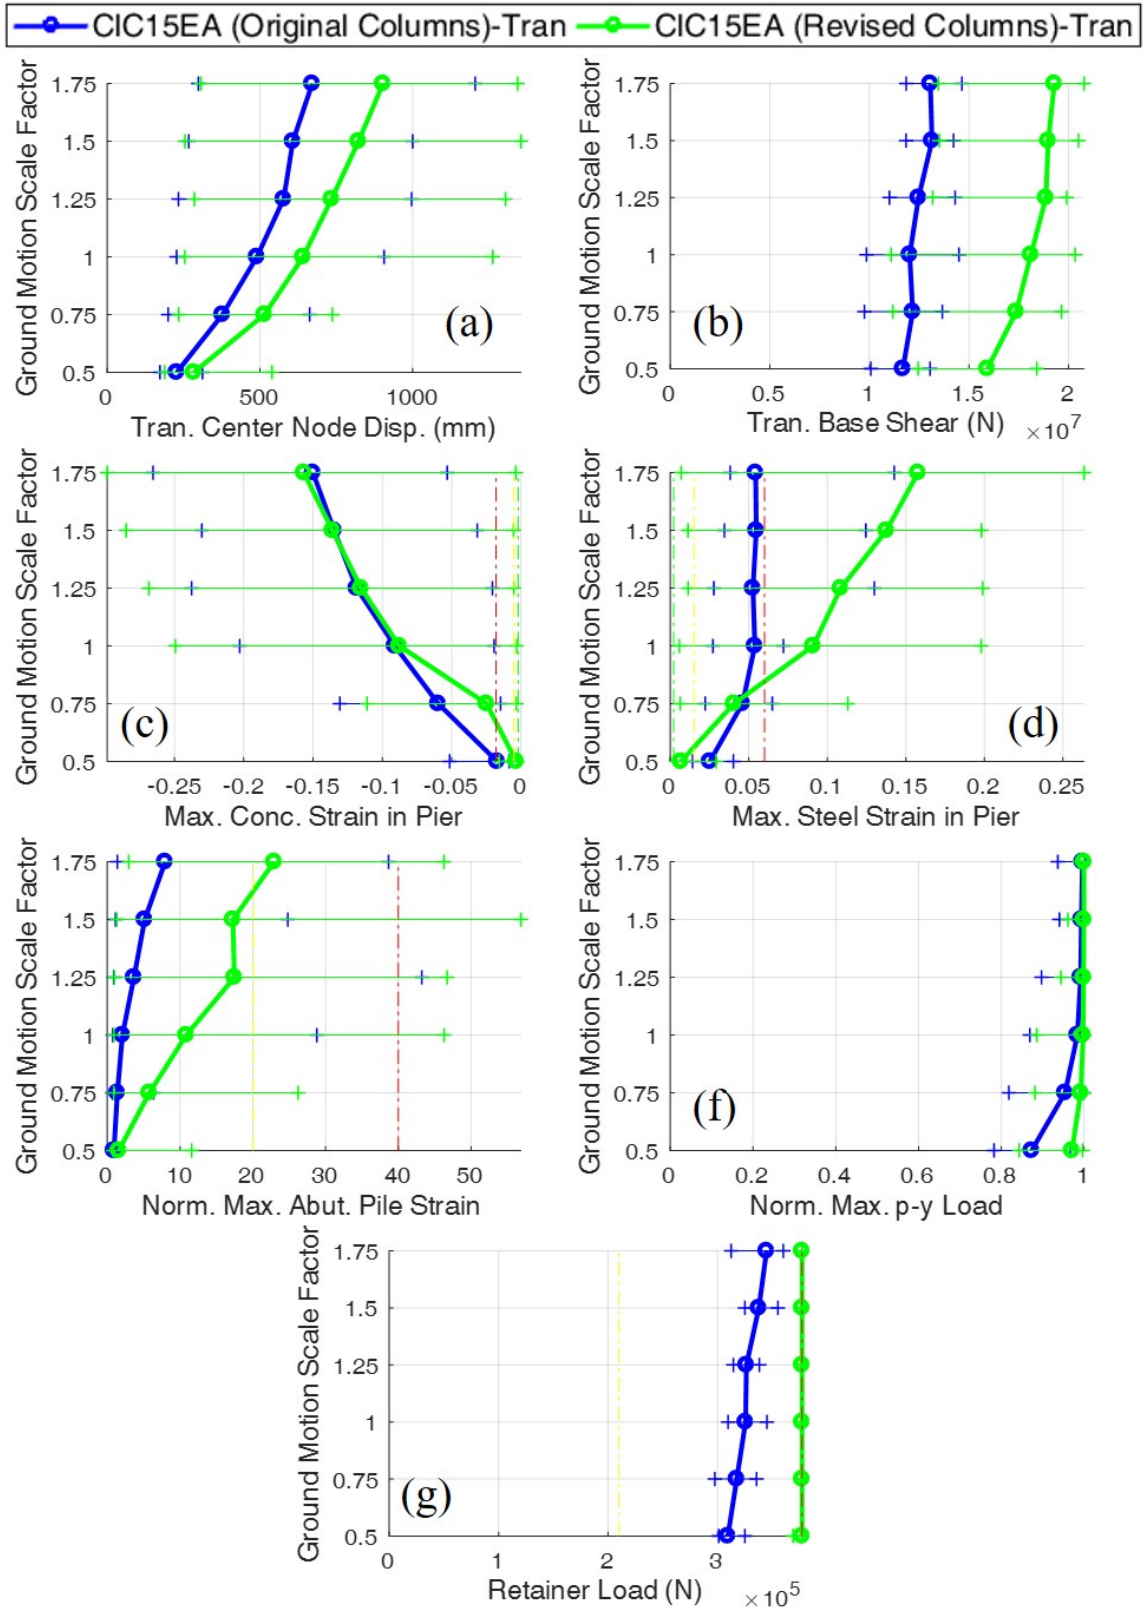 CIC15EA (Original Columns)-Tran CIC15EA (Revised Columns)-Tran
Ground Motion Scale Factor
1.75
1.5
1.25
1
0.75
0.5
0 500 1000
Tran. Center Node Disp. (mm)
(a)
Ground Motion Scale Factor
1.75
1.5
1.25
1
0.75
0.5
0 0.5 1 1.5 2
Tran. Base Shear (N) ×10^7
(b)
Ground Motion Scale Factor
1.75
1.5
1.25
1
0.75
0.5
-0.25 -0.2 -0.15 -0.1 -0.05 0
Max. Conc. Strain in Pier
(c)
Ground Motion Scale Factor
1.75
1.5
1.25
1
0.75
0.5
0 0.05 0.1 0.15 0.2 0.25
Max. Steel Strain in Pier
(d)
Ground Motion Scale Factor
1.75
1.5
1.25
1
0.75
0.5
0 10 20 30 40 50
Norm. Max. Abut. Pile Strain
Ground Motion Scale Factor
1.75
1.5
1.25
1
0.75
0.5
0 0.2 0.4 0.6 0.8 1
Norm. Max. p-y Load
(f)
Ground Motion Scale Factor
1.75
1.5
1.25
1
0.75
0.5
0 1 2 3
Retainer Load (N) ×10^5
(g)